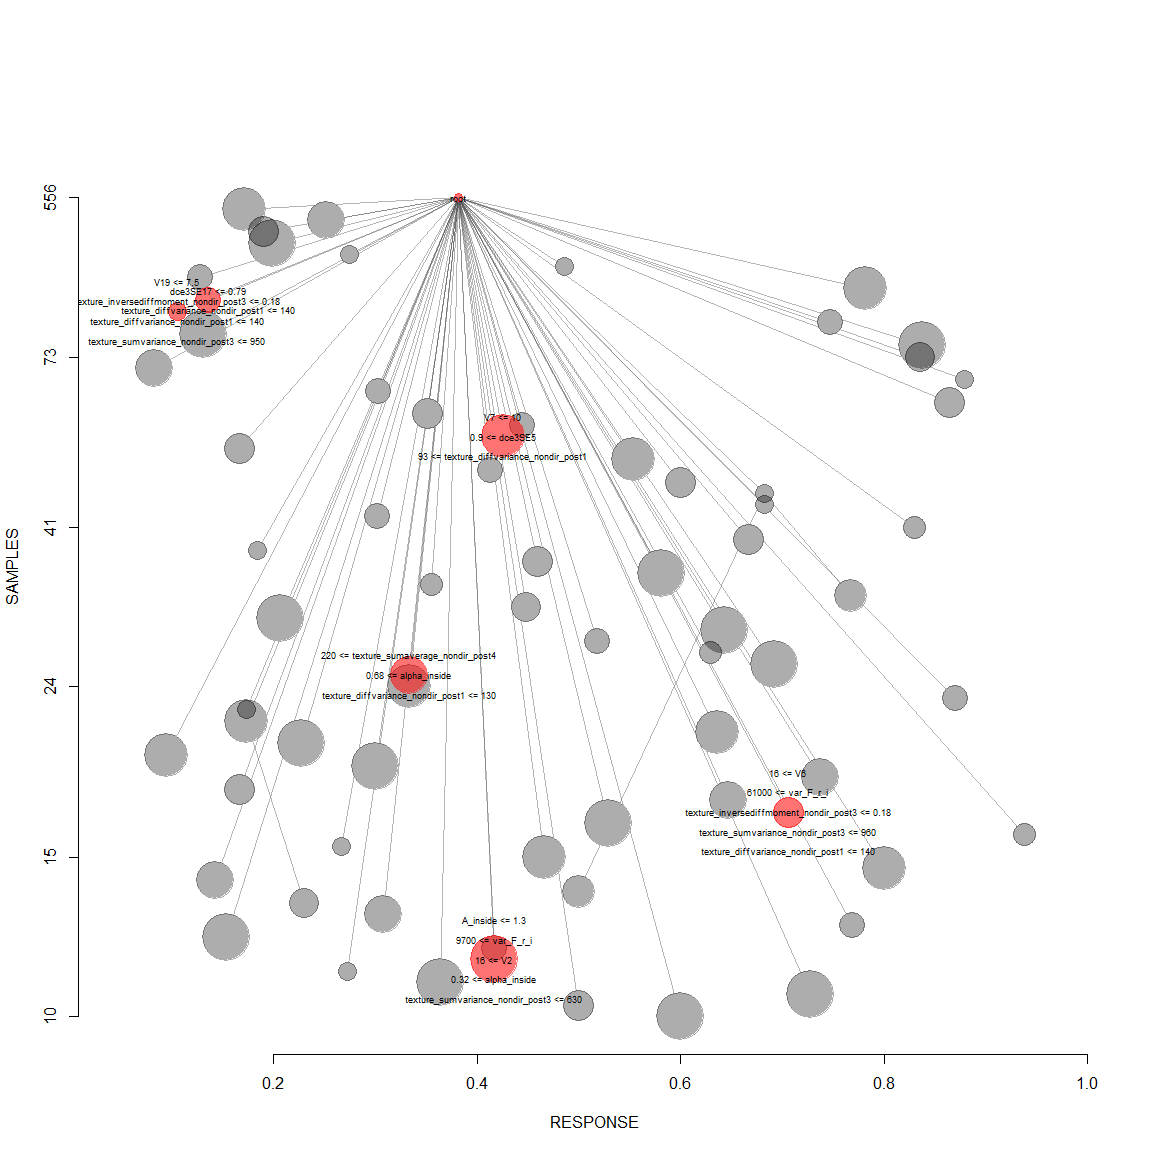 556
root
V19 <= 7.5
dce3SE17 <= 0.79
exture_inversediffmoment_nondir_post3 <= 0.18
texture_diffvariance_nondir_post1 <= 140
texture_diffvariance_nondir_post1 <= 140
texture_sumvariance_nondir_post3 <= 950
73
V7 <= 10
0.9 <= dce3SE5
93 <= texture_diffvariance_nondir_post1
41
SAMPLES
220 <= texture_sumaverage_nondir_post4
0.68 <= alpha_inside
texture_diffvariance_nondir_post1 <= 130
24
16 <= V6
61000 <= var_F_r_i
texture_inversediffmoment_nondir_post3 <= 0.18
texture_sumvariance_nondir_post3 <= 960
texture_diffvariance_nondir_post1 <= 140
15
A_inside <= 1.3
9700 <= var_F_r_i
16 <= V2
0.32 <= alpha_inside
texture_sumvariance_nondir_post3 <= 630
10
0.2 0.4 0.6 0.8 1.0
RESPONSE